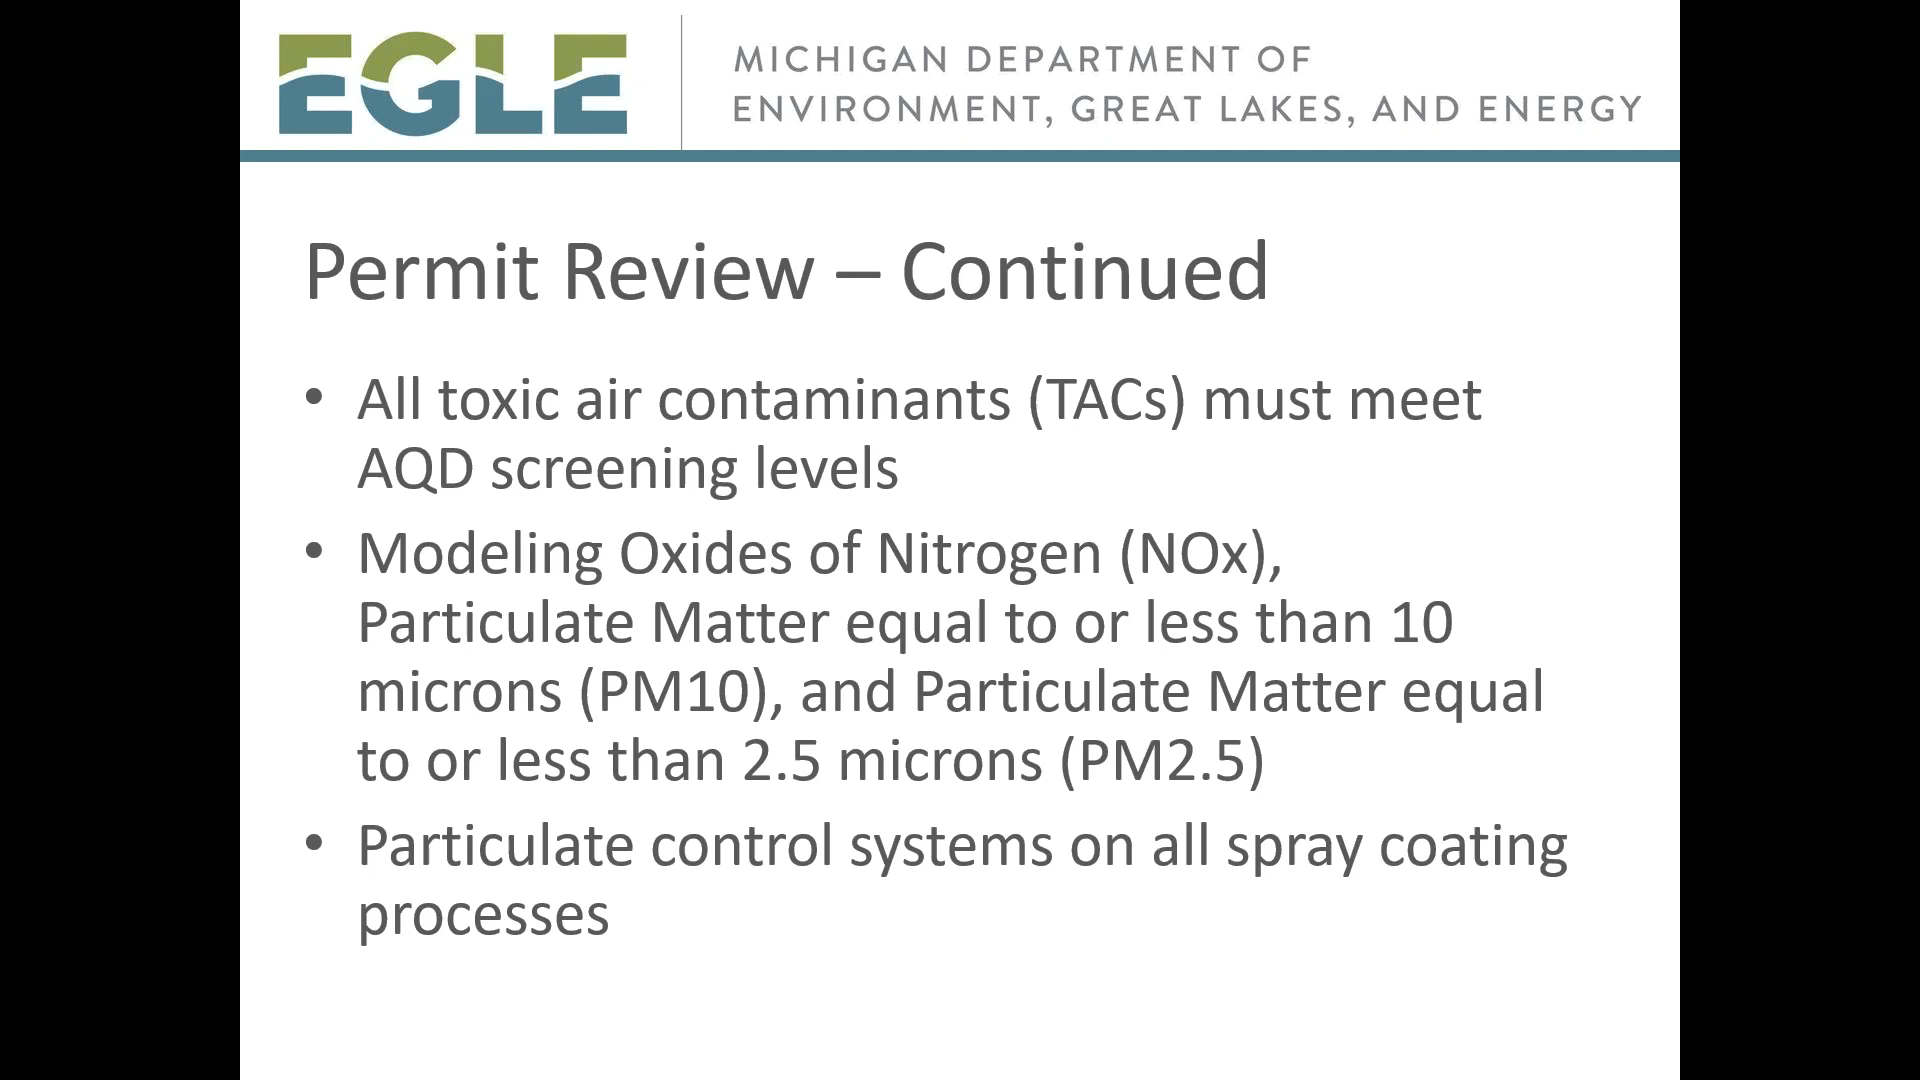 EGLE
MICHIGAN DEPARTMENT OF
ENVIRONMENT, GREAT LAKES, AND ENERGY
Permit Review – Continued
• All toxic air contaminants (TACs) must meet
AQD screening levels
• Modeling Oxides of Nitrogen (NOx),
Particulate Matter equal to or less than 10
microns (PM10), and Particulate Matter equal
to or less than 2.5 microns (PM2.5)
• Particulate control systems on all spray coating
processes